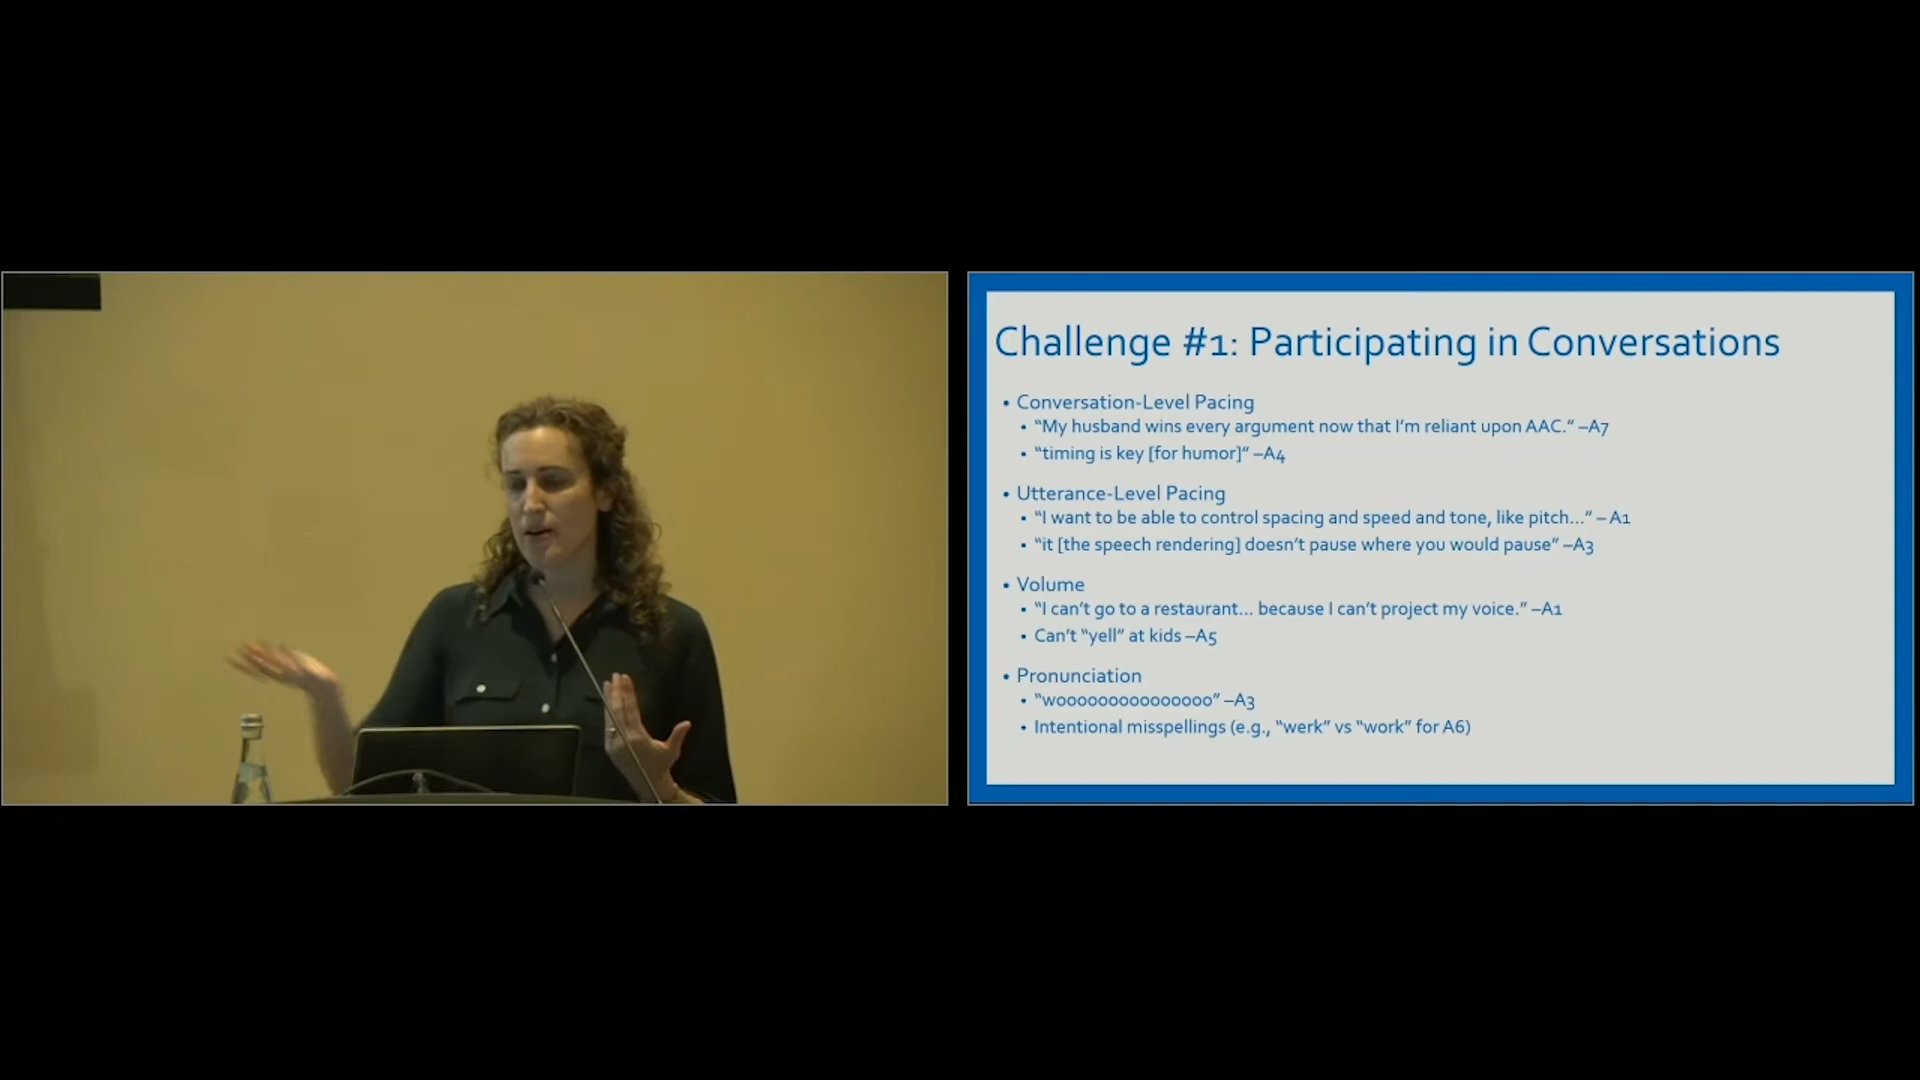 Challenge #1: Participating in Conversations
• Conversation-Level Pacing
• “My husband wins every argument now that I’m reliant upon AAC.” –A7
• “timing is key [for humor]” –A4
• Utterance-Level Pacing
• “I want to be able to control spacing and speed and tone, like pitch...” – A1
• “it [the speech rendering] doesn’t pause where you would pause” –A3
• Volume
• “I can’t go to a restaurant... because I can’t project my voice.” –A1
• Can’t “yell” at kids –A5
• Pronunciation
• “wooooooooooooooo” –A3
• Intentional misspellings (e.g., “werk” vs “work” for A6)